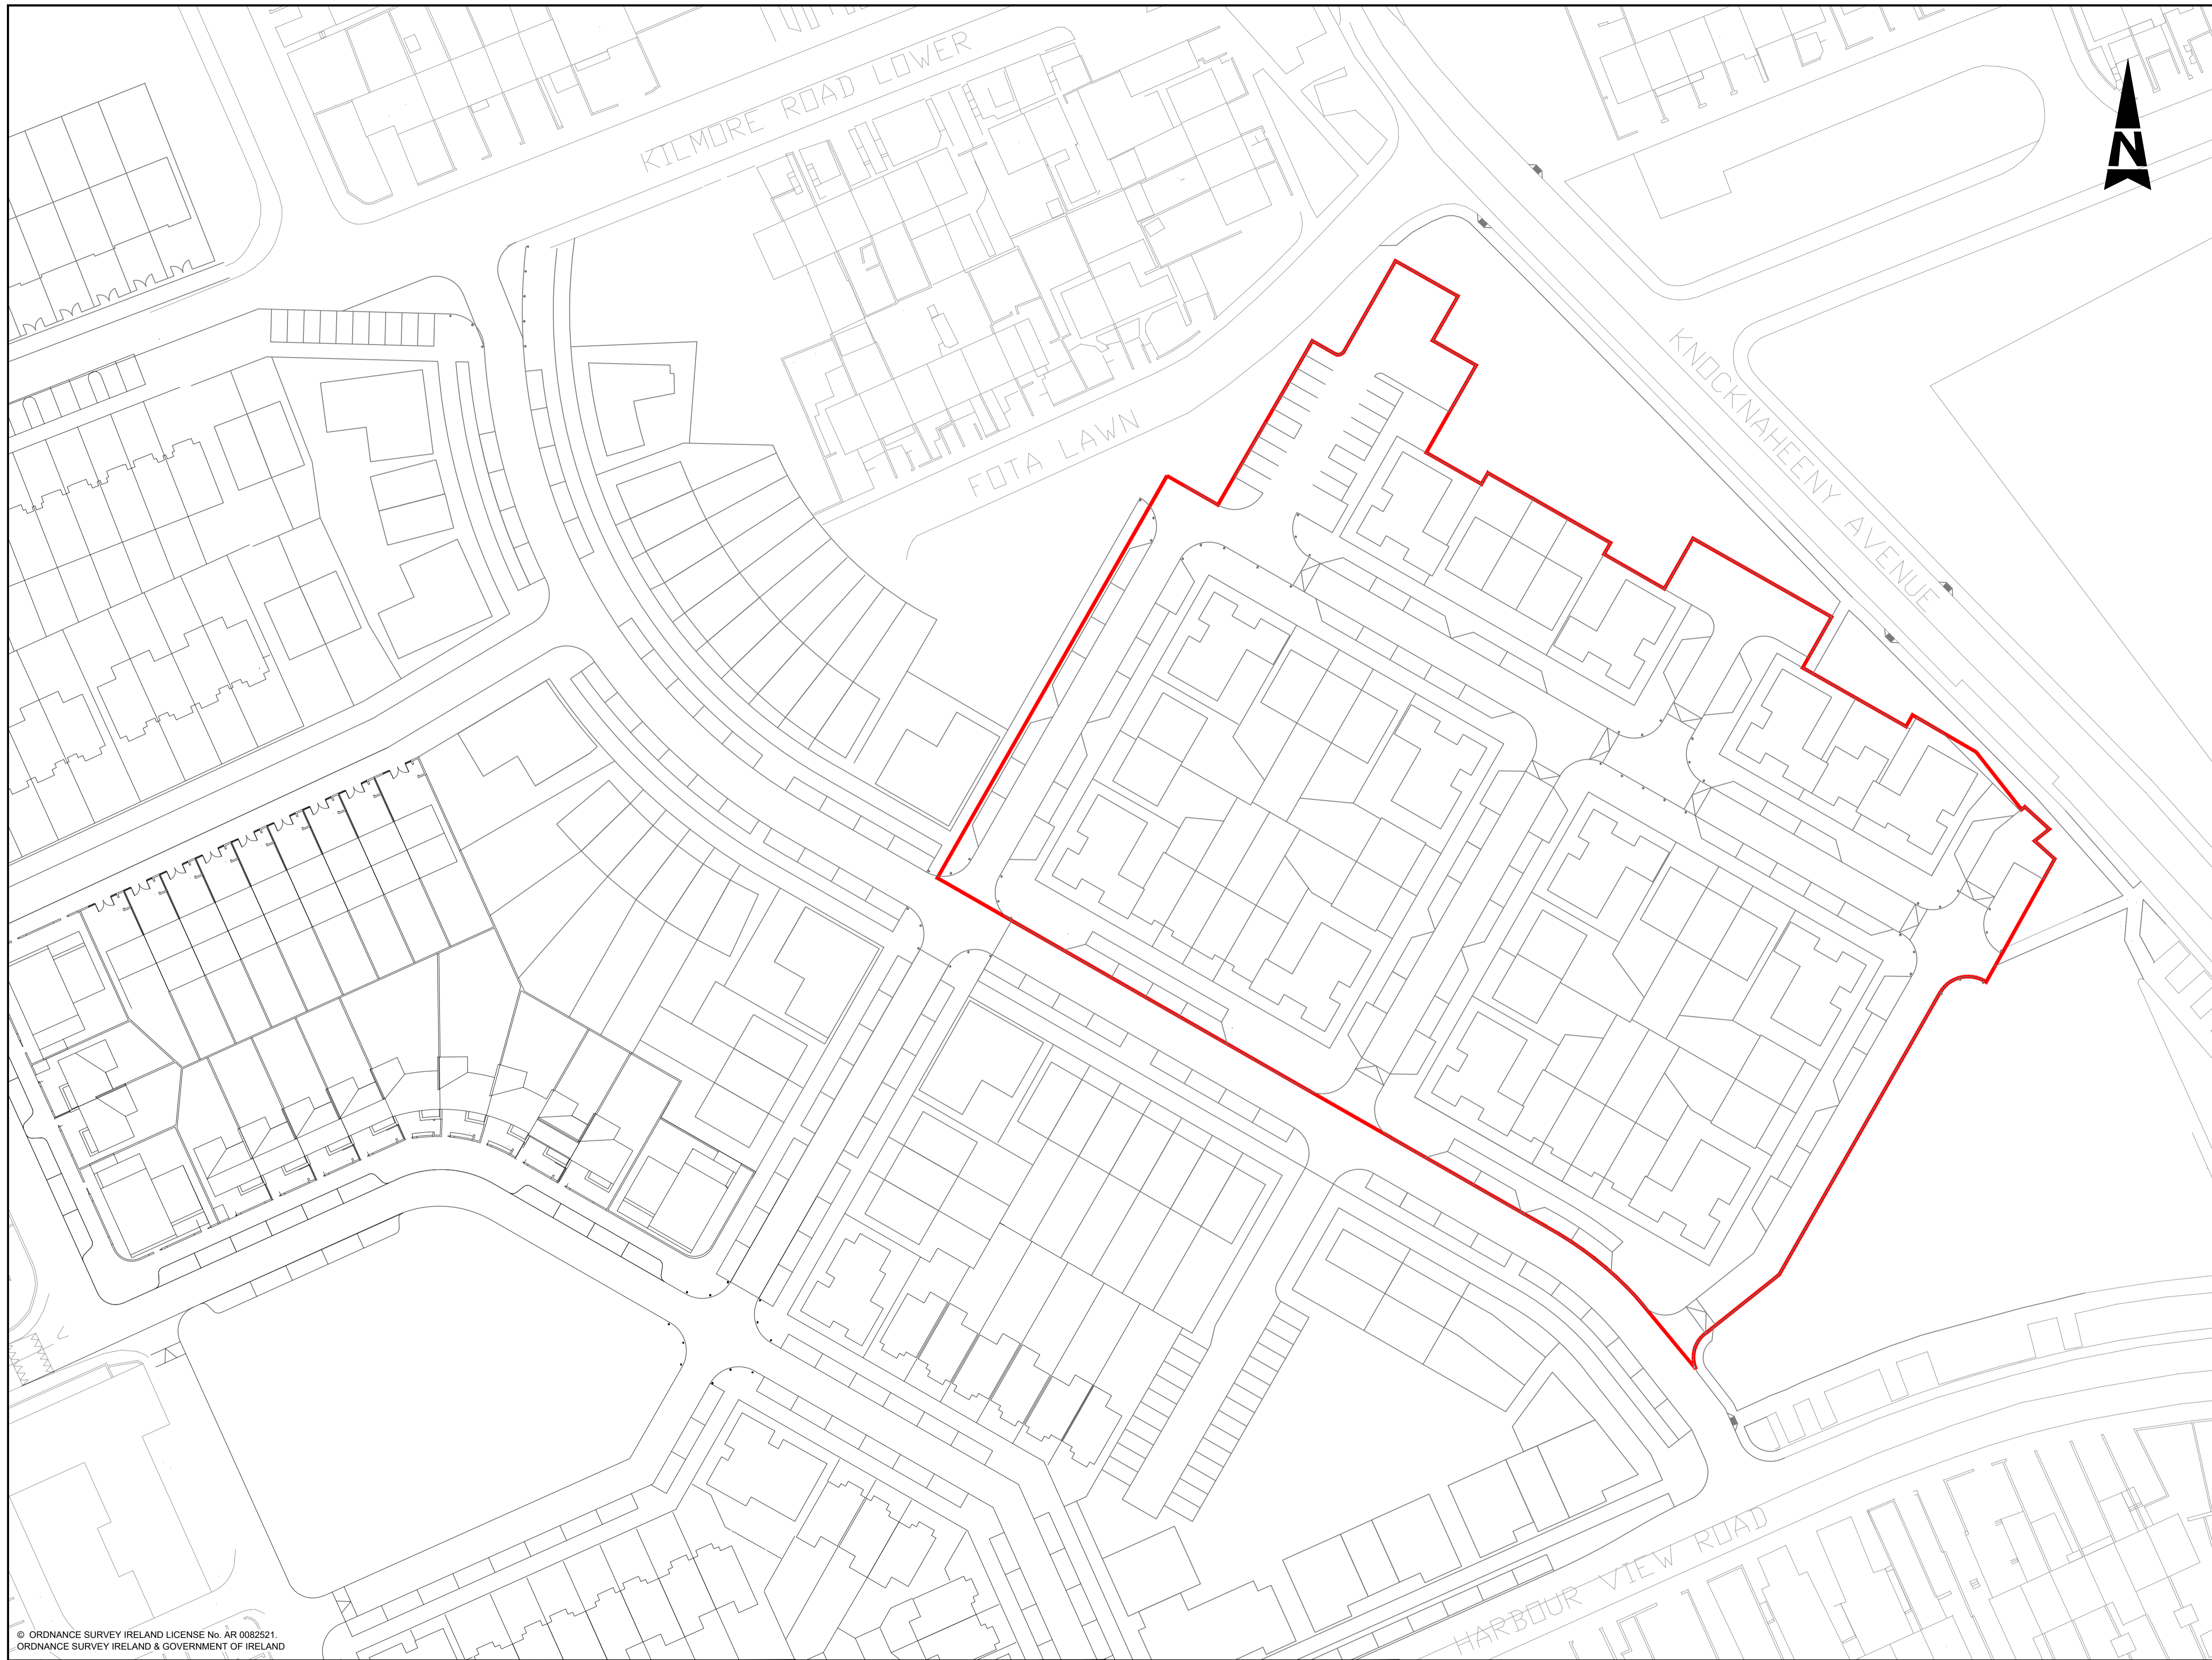 KILMORE ROAD LOWER
N
FOTA LAWN
KNOCKNAHEENY AVENUE
HARBOUR VIEW ROAD
© ORDNANCE SURVEY IRELAND LICENSE No. AR 0082521.
ORDNANCE SURVEY IRELAND & GOVERNMENT OF IRELAND